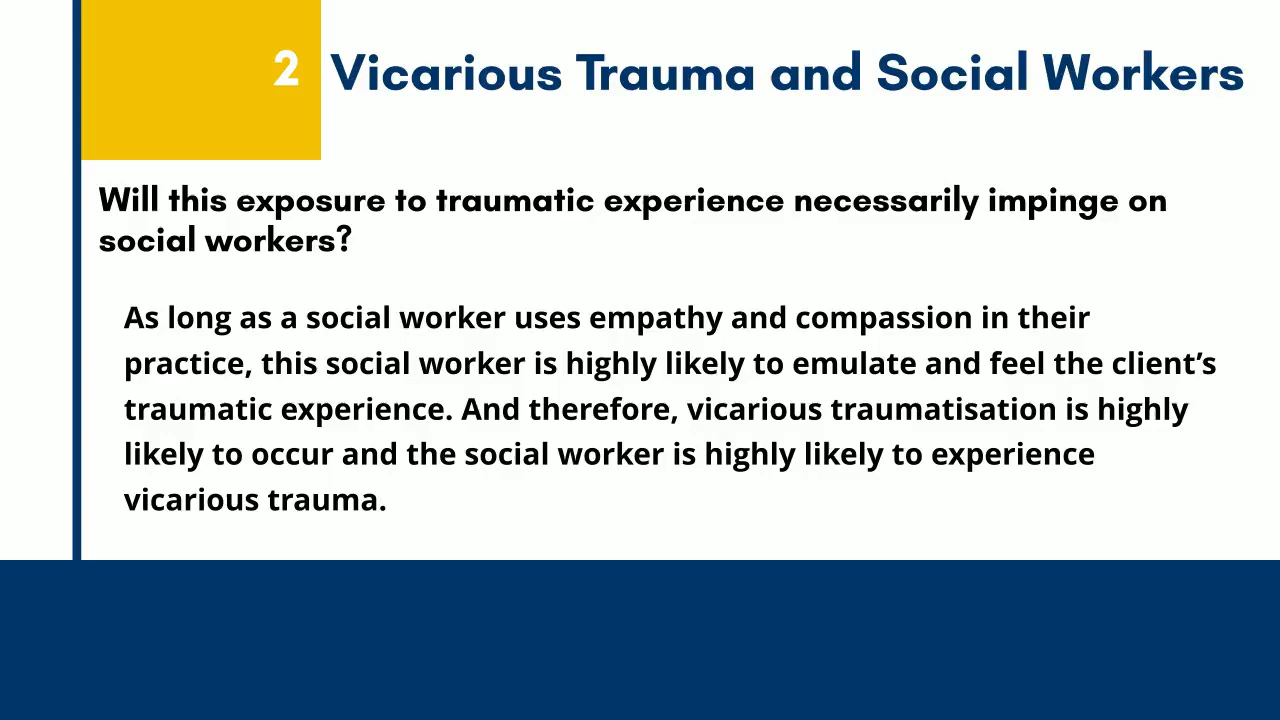 2 Vicarious Trauma and Social Workers
Will this exposure to traumatic experience necessarily impinge on
social workers?
As long as a social worker uses empathy and compassion in their
practice, this social worker is highly likely to emulate and feel the client’s
traumatic experience. And therefore, vicarious traumatisation is highly
likely to occur and the social worker is highly likely to experience
vicarious trauma.